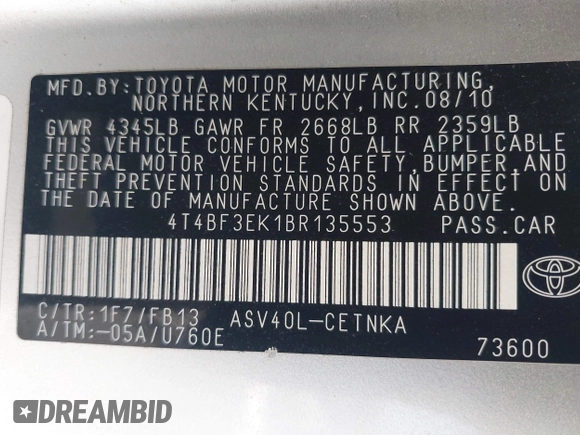 MFD.BY:TOYOTA MOTOR MANUFACTURING,
NORTHERN KENTUCKY, INC.08/10
GVWR 4345LB GAWR FR 2668LB RR 2359LB
THIS VEHICLE CONFORMS TO ALL APPLICABLE
FEDERAL MOTOR VEHICLE SAFETY, BUMPER, AND
THEFT PREVENTION STANDARDS IN EFFECT ON
THE DATE OF MANUFACTURE SHOWN ABOVE.
4T4BF3EK1BR135553 PASS.CAR
TOYOTA
C/TR:1F7/FB13 ASV40L-CETNKA
A/TM:-05A/U760E
73600
DREAMBID